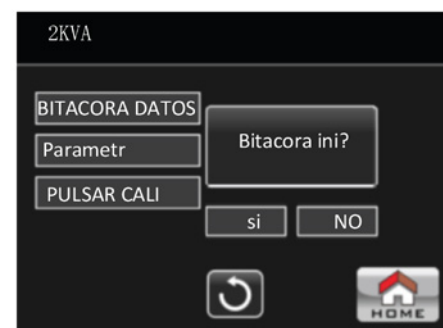 2KVA
BITACORA DATOS
Parametr
PULSAR CALI
Bitacora ini?
si
NO
HOME